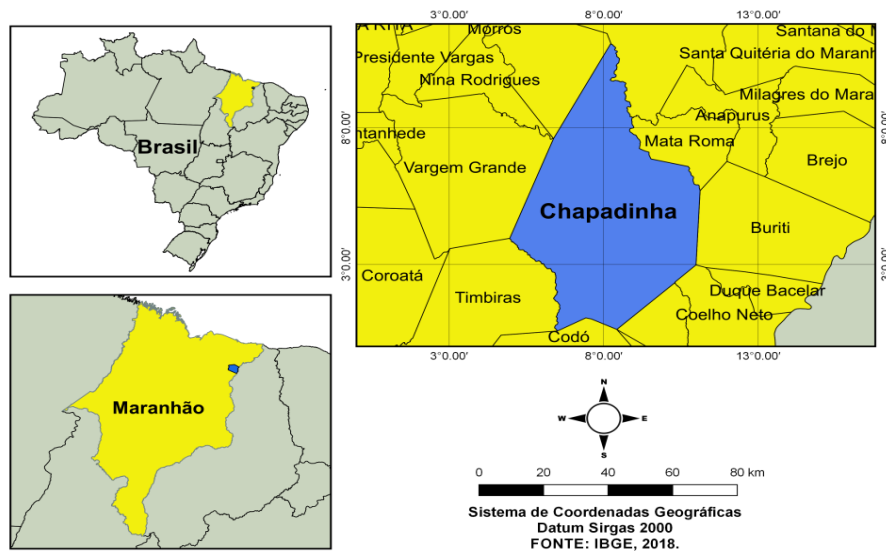 Brasil
Maranhão
3°0.00' 8°0.00' 13°0.00'
Morros
Santana do M
Presidente Vargas
Santa Quitéria do Maranh
Nina Rodrigues
Milagres do Mara
Anapurus
8°0.00'
ntanhede
Mata Roma
Vargem Grande
Brejo
Chapadinha
Buriti
3°0.00'
Coroatá
Duque Bacelar
Timbiras
Coelho Neto
Codó
3°0.00' 8°0.00' 13°0.00'
N
W E
S
0 20 40 60 80 km
Sistema de Coordenadas Geográficas
Datum Sirgas 2000
FONTE: IBGE, 2018.